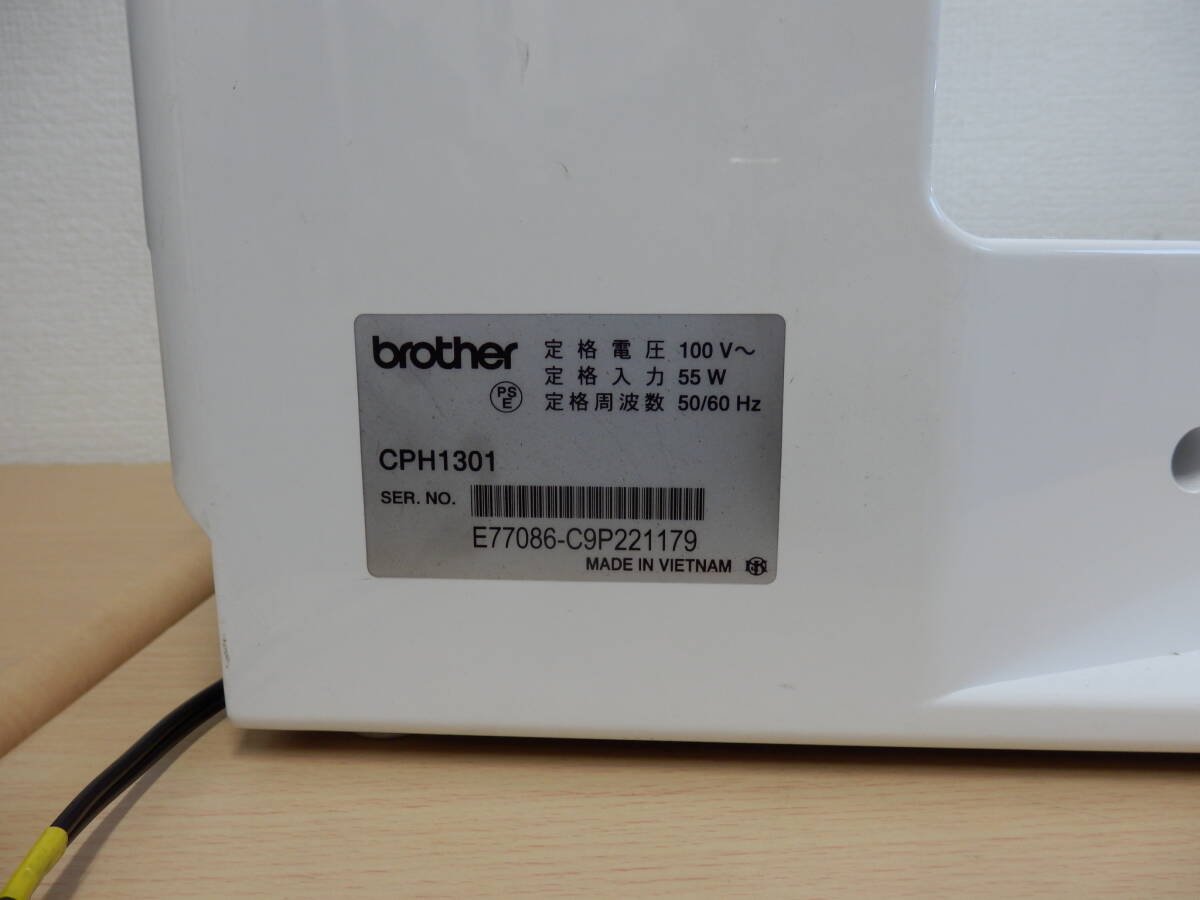 brother
定格電圧 100 V～
定格入力 55 W
PS
E
定格周波数 50/60 Hz
CPH1301
SER. NO.
E77086-C9P221179
MADE IN VIETNAM